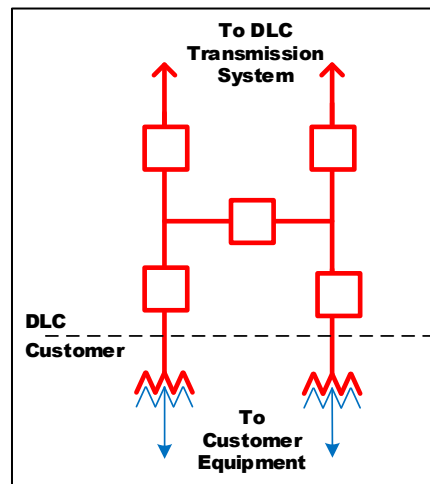 To DLC
Transmission
System
DLC
Customer
To
Customer
Equipment